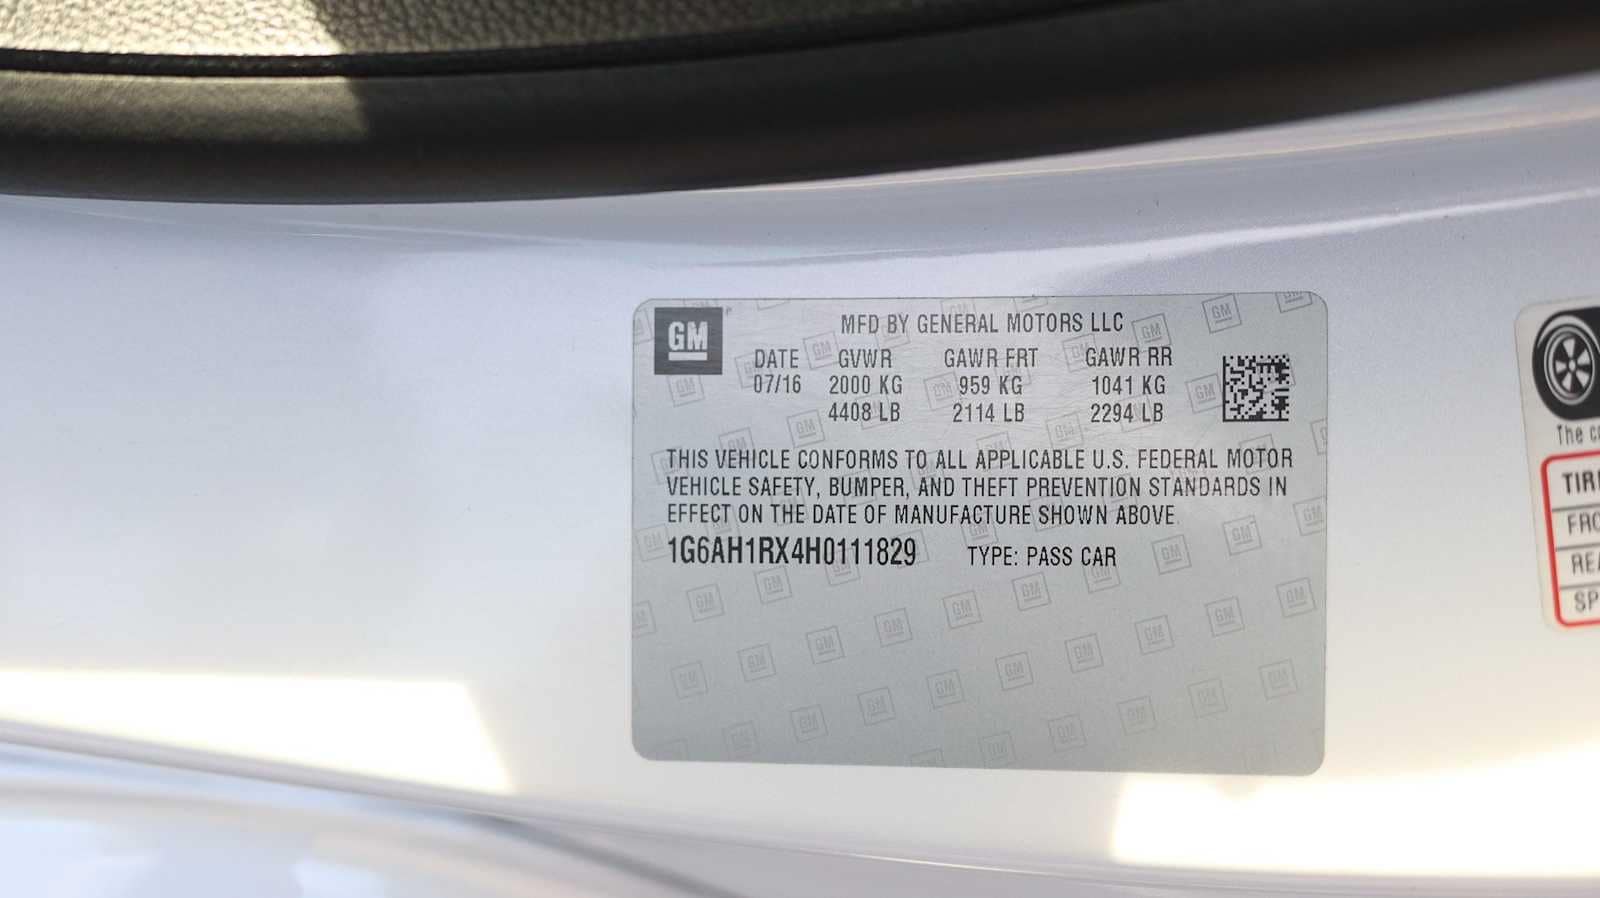 GM
MFD BY GENERAL MOTORS LLC
DATE GVWR GAWR FRT GAWR RR
07/16 2000 KG 959 KG 1041 KG
4408 LB 2114 LB 2294 LB
THIS VEHICLE CONFORMS TO ALL APPLICABLE U.S. FEDERAL MOTOR
VEHICLE SAFETY, BUMPER, AND THEFT PREVENTION STANDARDS IN
EFFECT ON THE DATE OF MANUFACTURE SHOWN ABOVE.
1G6AH1RX4H0111829 TYPE: PASS CAR
The